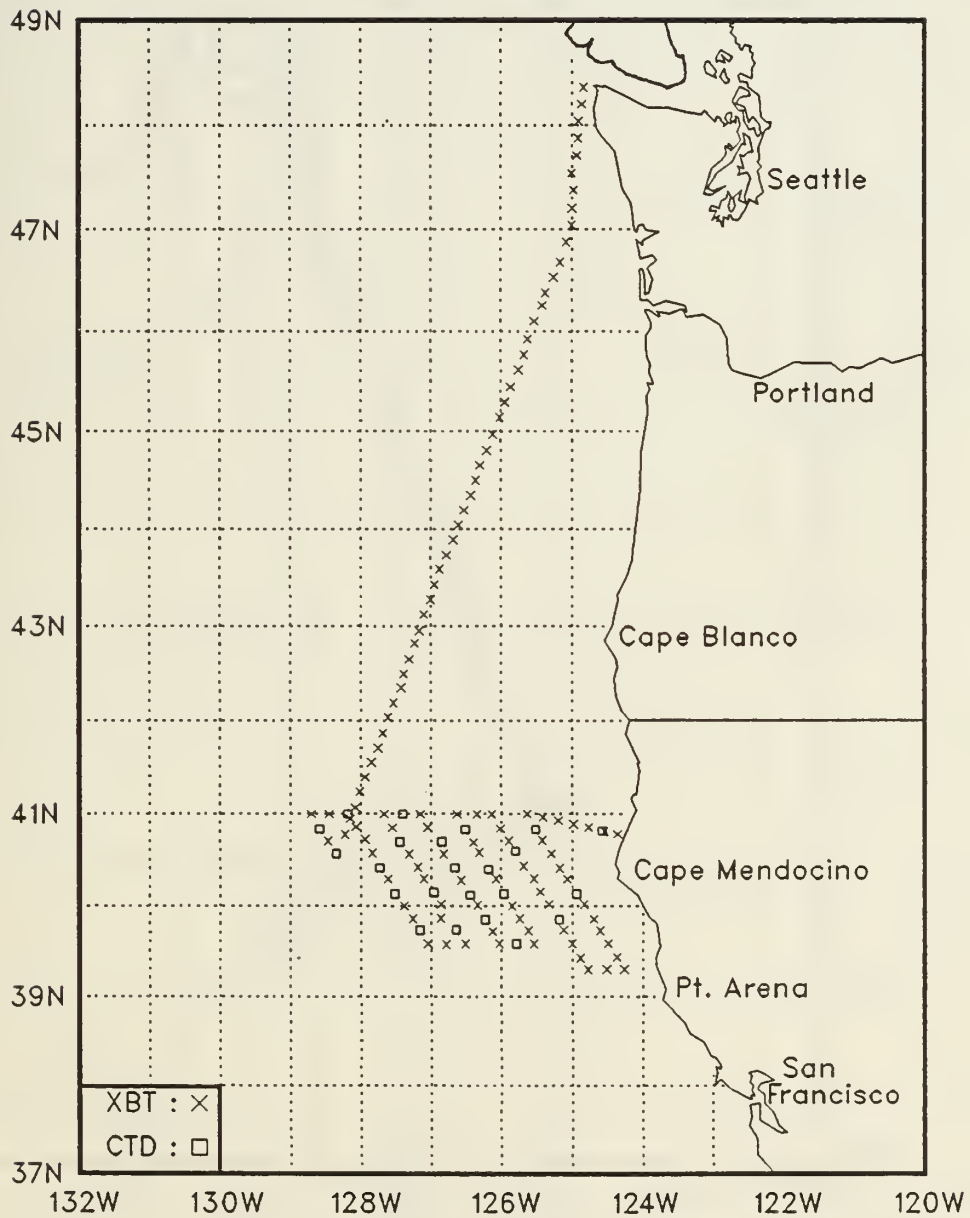 49N
47N
Seattle
Portland
45N
43N
Cape Blanco
41N
Cape Mendocino
39N
Pt. Arena
San
Francisco
XBT : ×
CTD : □
37N
132W 130W 128W 126W 124W 122W 120W